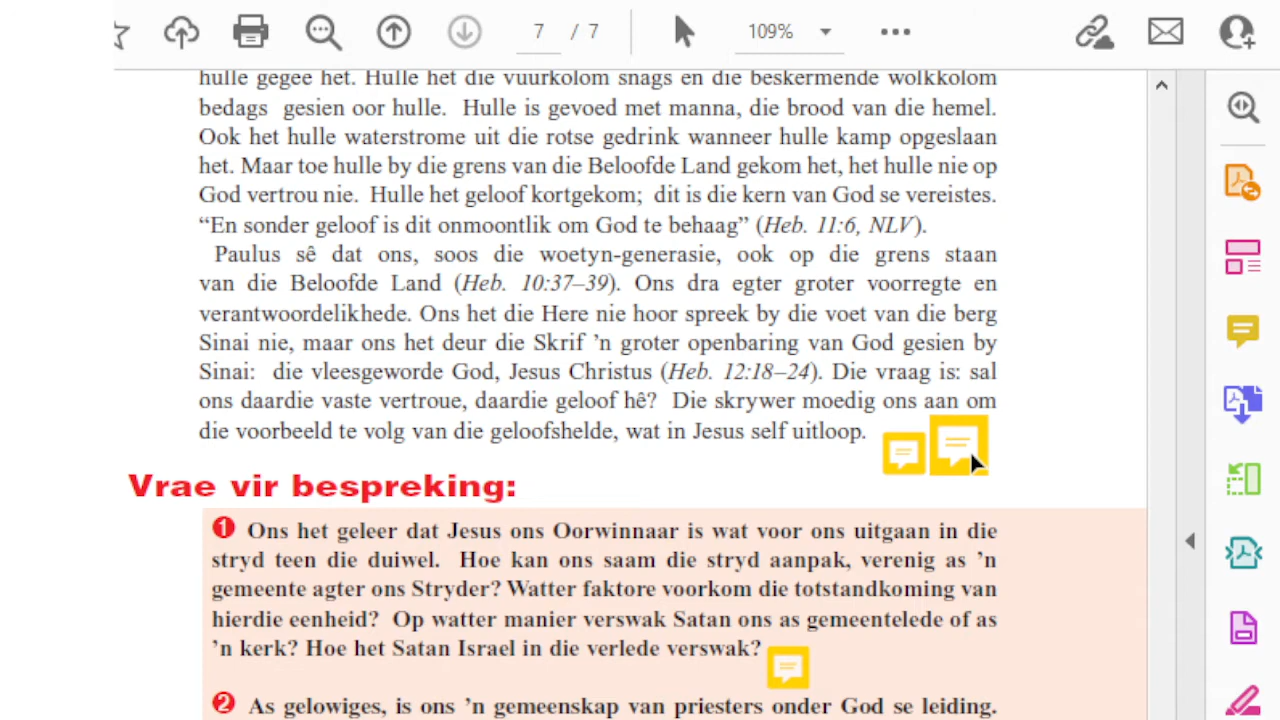 7 / 7
109%
hulle gegee het. Hulle het die vuurkolom snags en die beskermende wolkkolom
bedags gesien oor hulle. Hulle is gevoed met manna, die brood van die hemel.
Ook het hulle waterstrome uit die rotse gedrink wanneer hulle kamp opgeslaan
het. Maar toe hulle by die grens van die Beloofde Land gekom het, het hulle nie op
God vertrou nie. Hulle het geloof kortgekom; dit is die kern van God se vereistes.
“En sonder geloof is dit onmoontlik om God te behaag” (Heb. 11:6, NLV).
Paulus sê dat ons, soos die woetyn-generasie, ook op die grens staan
van die Beloofde Land (Heb. 10:37–39). Ons dra egter groter voorregte en
verantwoordelikhede. Ons het die Here nie hoor spreek by die voet van die berg
Sinai nie, maar ons het deur die Skrif ’n groter openbaring van God gesien by
Sinai: die vleesgeworde God, Jesus Christus (Heb. 12:18–24). Die vraag is: sal
ons daardie vaste vertroue, daardie geloof hê? Die skrywer moedig ons aan om
die voorbeeld te volg van die geloofshelde, wat in Jesus self uitloop.
Vrae vir bespreking:
1 Ons het geleer dat Jesus ons Oorwinnaar is wat voor ons uitgaan in die
stryd teen die duiwel. Hoe kan ons saam die stryd aanpak, verenig as ’n
gemeente agter ons Stryder? Watter faktore voorkom die totstandkoming van
hierdie eenheid? Op watter manier verswak Satan ons as gemeentelede of as
’n kerk? Hoe het Satan Israel in die verlede verswak?
2 As gelowiges, is ons ’n gemeenskap van priesters onder God se leiding.